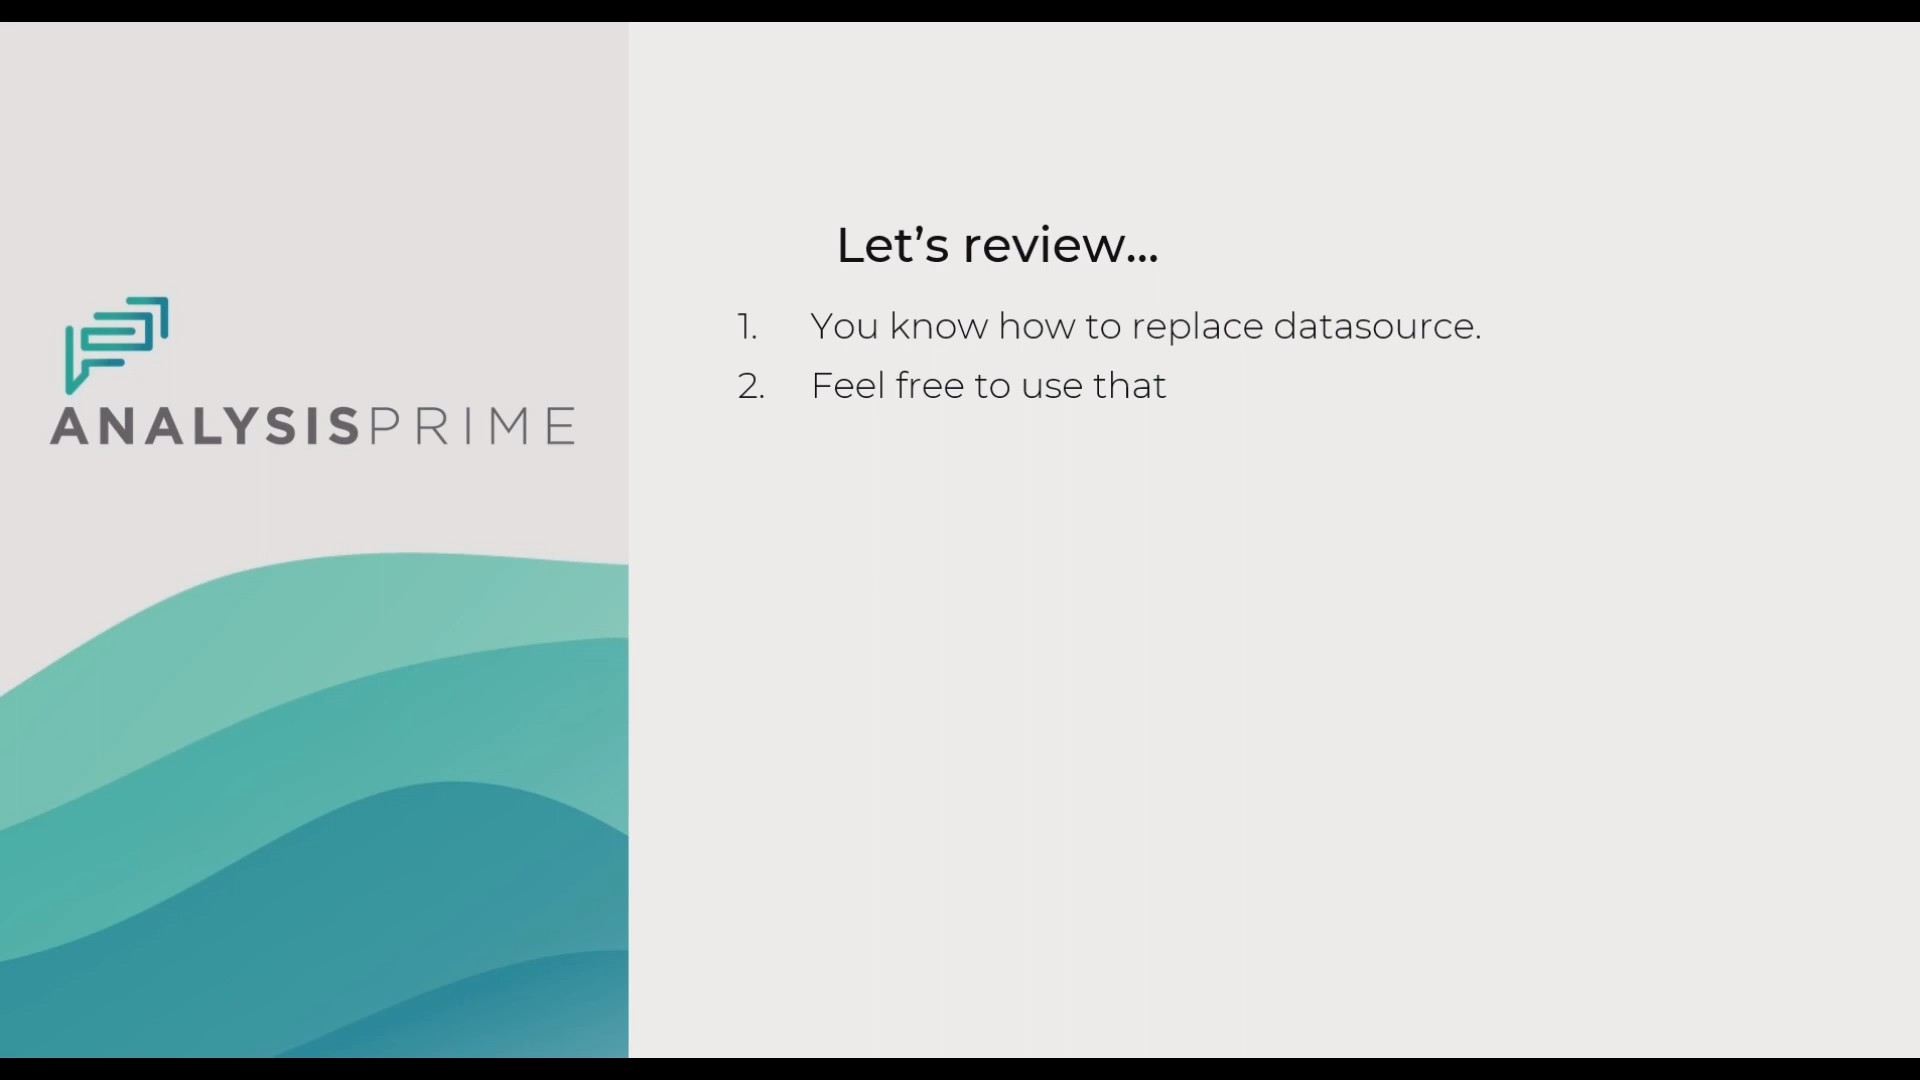 ANALYSISPRIME
Let’s review...
1. You know how to replace datasource.
2. Feel free to use that